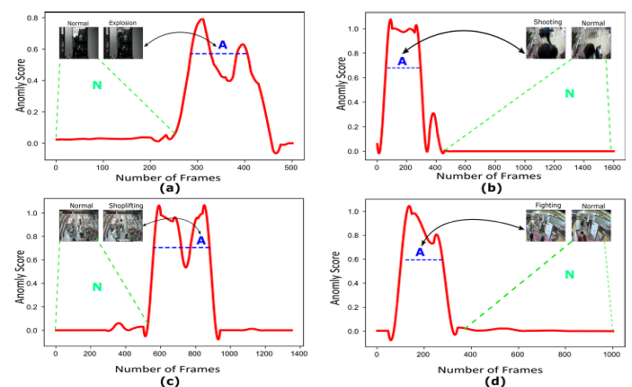 Normal Explosion
A
N
Anomly Score
0.8
0.6
0.4
0.2
0.0
0 100 200 300 400 500
Number of Frames
(a)
Shooting Normal
A
N
Anomly Score
1.0
0.8
0.6
0.4
0.2
0.0
0 200 400 600 800 1000 1200 1400 1600
Number of Frames
(b)
Normal Shoplifting
A
N
Anomly Score
1.0
0.8
0.6
0.4
0.2
0.0
0 200 400 600 800 1000 1200 1400
Number of Frames
(c)
Fighting Normal
A
N
Anomly Score
1.0
0.8
0.6
0.4
0.2
0.0
0 200 400 600 800 1000
Number of Frames
(d)